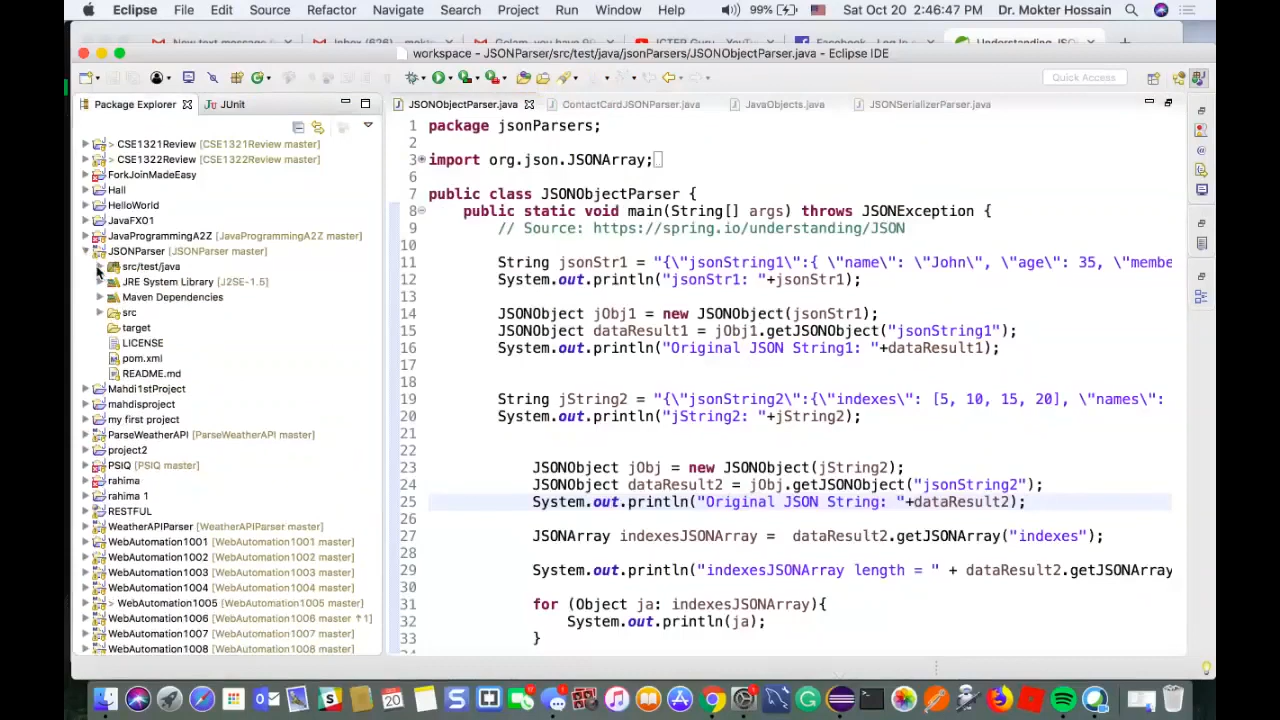 Eclipse File Edit Source Refactor Navigate Search Project Run Window Help 99% Sat Oct 20 2:46:47 PM Dr. Mokter Hossain
workspace - JSONParser/src/test/java/jsonParsers/JSONObjectParser.java - Eclipse IDE
Quick Access
Package Explorer JUnit
JSONObjectParser.java ContactCardJSONParser.java JavaObjects.java JSONSerializerParser.java
> CSE1321Review [CSE1321Review master]
> CSE1322Review [CSE1322Review master]
ForkJoinMadeEasy
Hall
HelloWorld
JavaFX01
JavaProgrammingA2Z [JavaProgrammingA2Z master]
JSONParser [JSONParser master]
src/test/java
JRE System Library [J2SE-1.5]
Maven Dependencies
src
target
LICENSE
pom.xml
README.md
Mahdi1stProject
mahdisproject
my first project
ParseWeatherAPI [ParseWeatherAPI master]
project2
PSIQ [PSIQ master]
rahima
rahima 1
RESTFUL
WeatherAPIParser [WeatherAPIParser master]
WebAutomation1001 [WebAutomation1001 master]
WebAutomation1002 [WebAutomation1002 master]
WebAutomation1003 [WebAutomation1003 master]
WebAutomation1004 [WebAutomation1004 master]
> WebAutomation1005 [WebAutomation1005 master]
WebAutomation1006 [WebAutomation1006 master ↑1]
WebAutomation1007 [WebAutomation1007 master]
WebAutomation1008 [WebAutomation1008 master]
1 package jsonParsers;
2
3 import org.json.JSONArray;
6
7 public class JSONObjectParser {
8 public static void main(String[] args) throws JSONException {
9 // Source: https://spring.io/understanding/JSON
10
11 String jsonStr1 = "{\"jsonString1\":{ \"name\": \"John\", \"age\": 35, \"membe
12 System.out.println("jsonStr1: "+jsonStr1);
13
14 JSONObject jObj1 = new JSONObject(jsonStr1);
15 JSONObject dataResult1 = jObj1.getJSONObject("jsonString1");
16 System.out.println("Original JSON String1: "+dataResult1);
17
18
19 String jString2 = "{\"jsonString2\":{\"indexes\": [5, 10, 15, 20], \"names\":
20 System.out.println("jString2: "+jString2);
21
22
23 JSONObject jObj = new JSONObject(jString2);
24 JSONObject dataResult2 = jObj.getJSONObject("jsonString2");
25 System.out.println("Original JSON String: "+dataResult2);
26
27 JSONArray indexesJSONArray = dataResult2.getJSONArray("indexes");
28
29 System.out.println("indexesJSONArray length = " + dataResult2.getJSONArray
30
31 for (Object ja: indexesJSONArray){
32 System.out.println(ja);
33 }